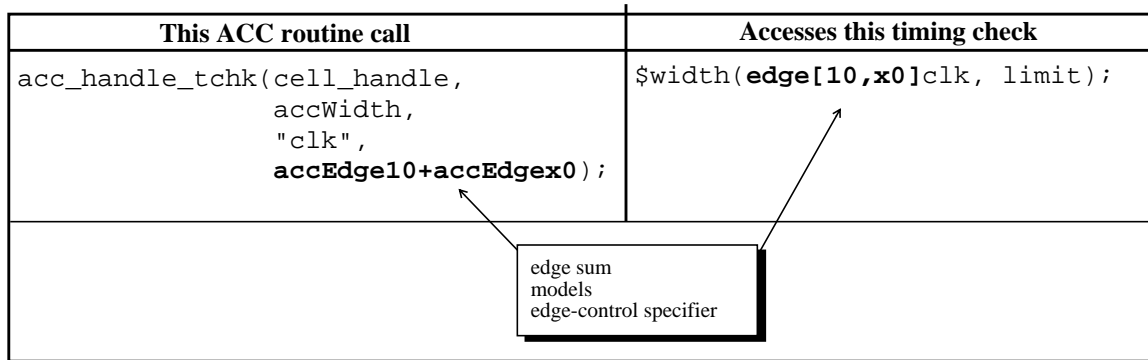 This ACC routine call
Accesses this timing check
acc_handle_tchk(cell_handle,
accWidth,
"clk",
accEdge10+accEdgex0);
$width(edge[10,x0]clk, limit);
edge sum
models
edge-control specifier